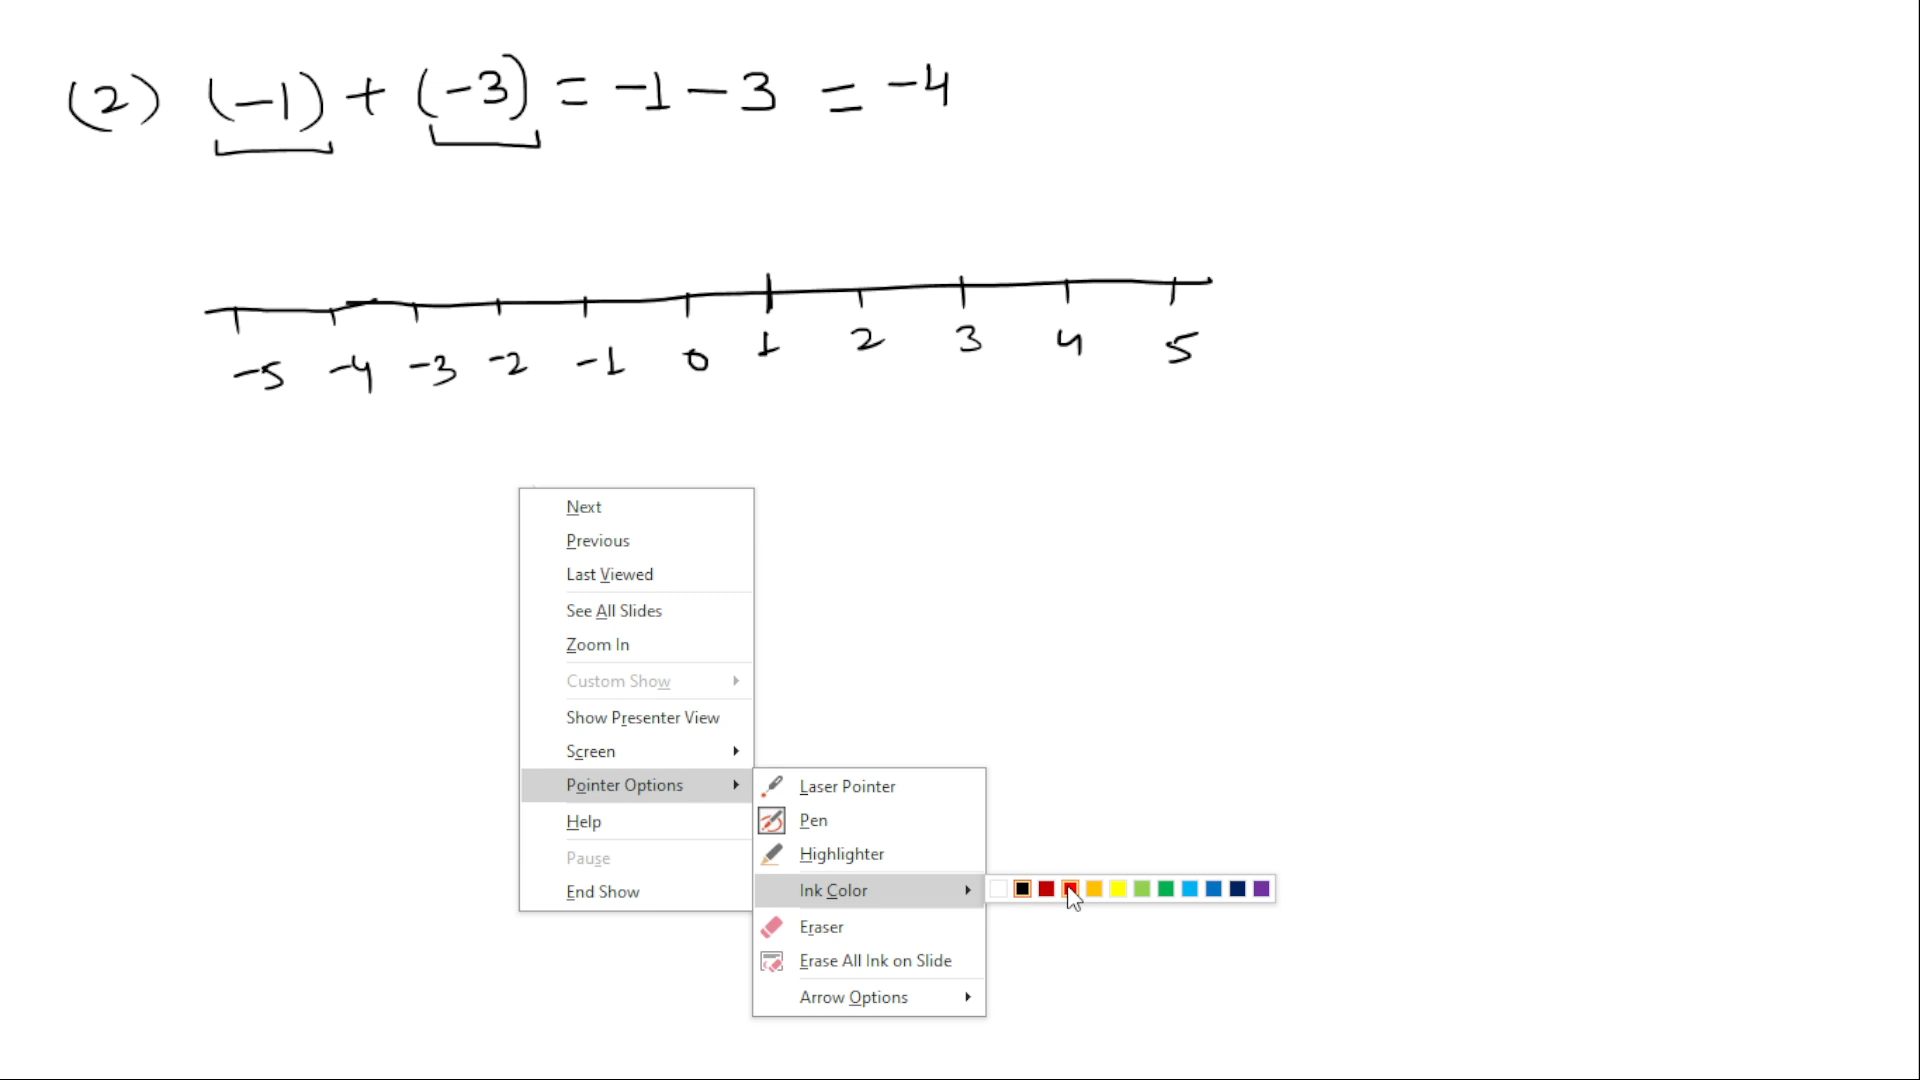 (2) (-1) + (-3) = -1 - 3 = -4
-5 -4 -3 -2 -1 0 1 2 3 4 5
Next
Previous
Last Viewed
See All Slides
Zoom In
Custom Show
Show Presenter View
Screen
Pointer Options
Help
Pause
End Show
Laser Pointer
Pen
Highlighter
Ink Color
Eraser
Erase All Ink on Slide
Arrow Options